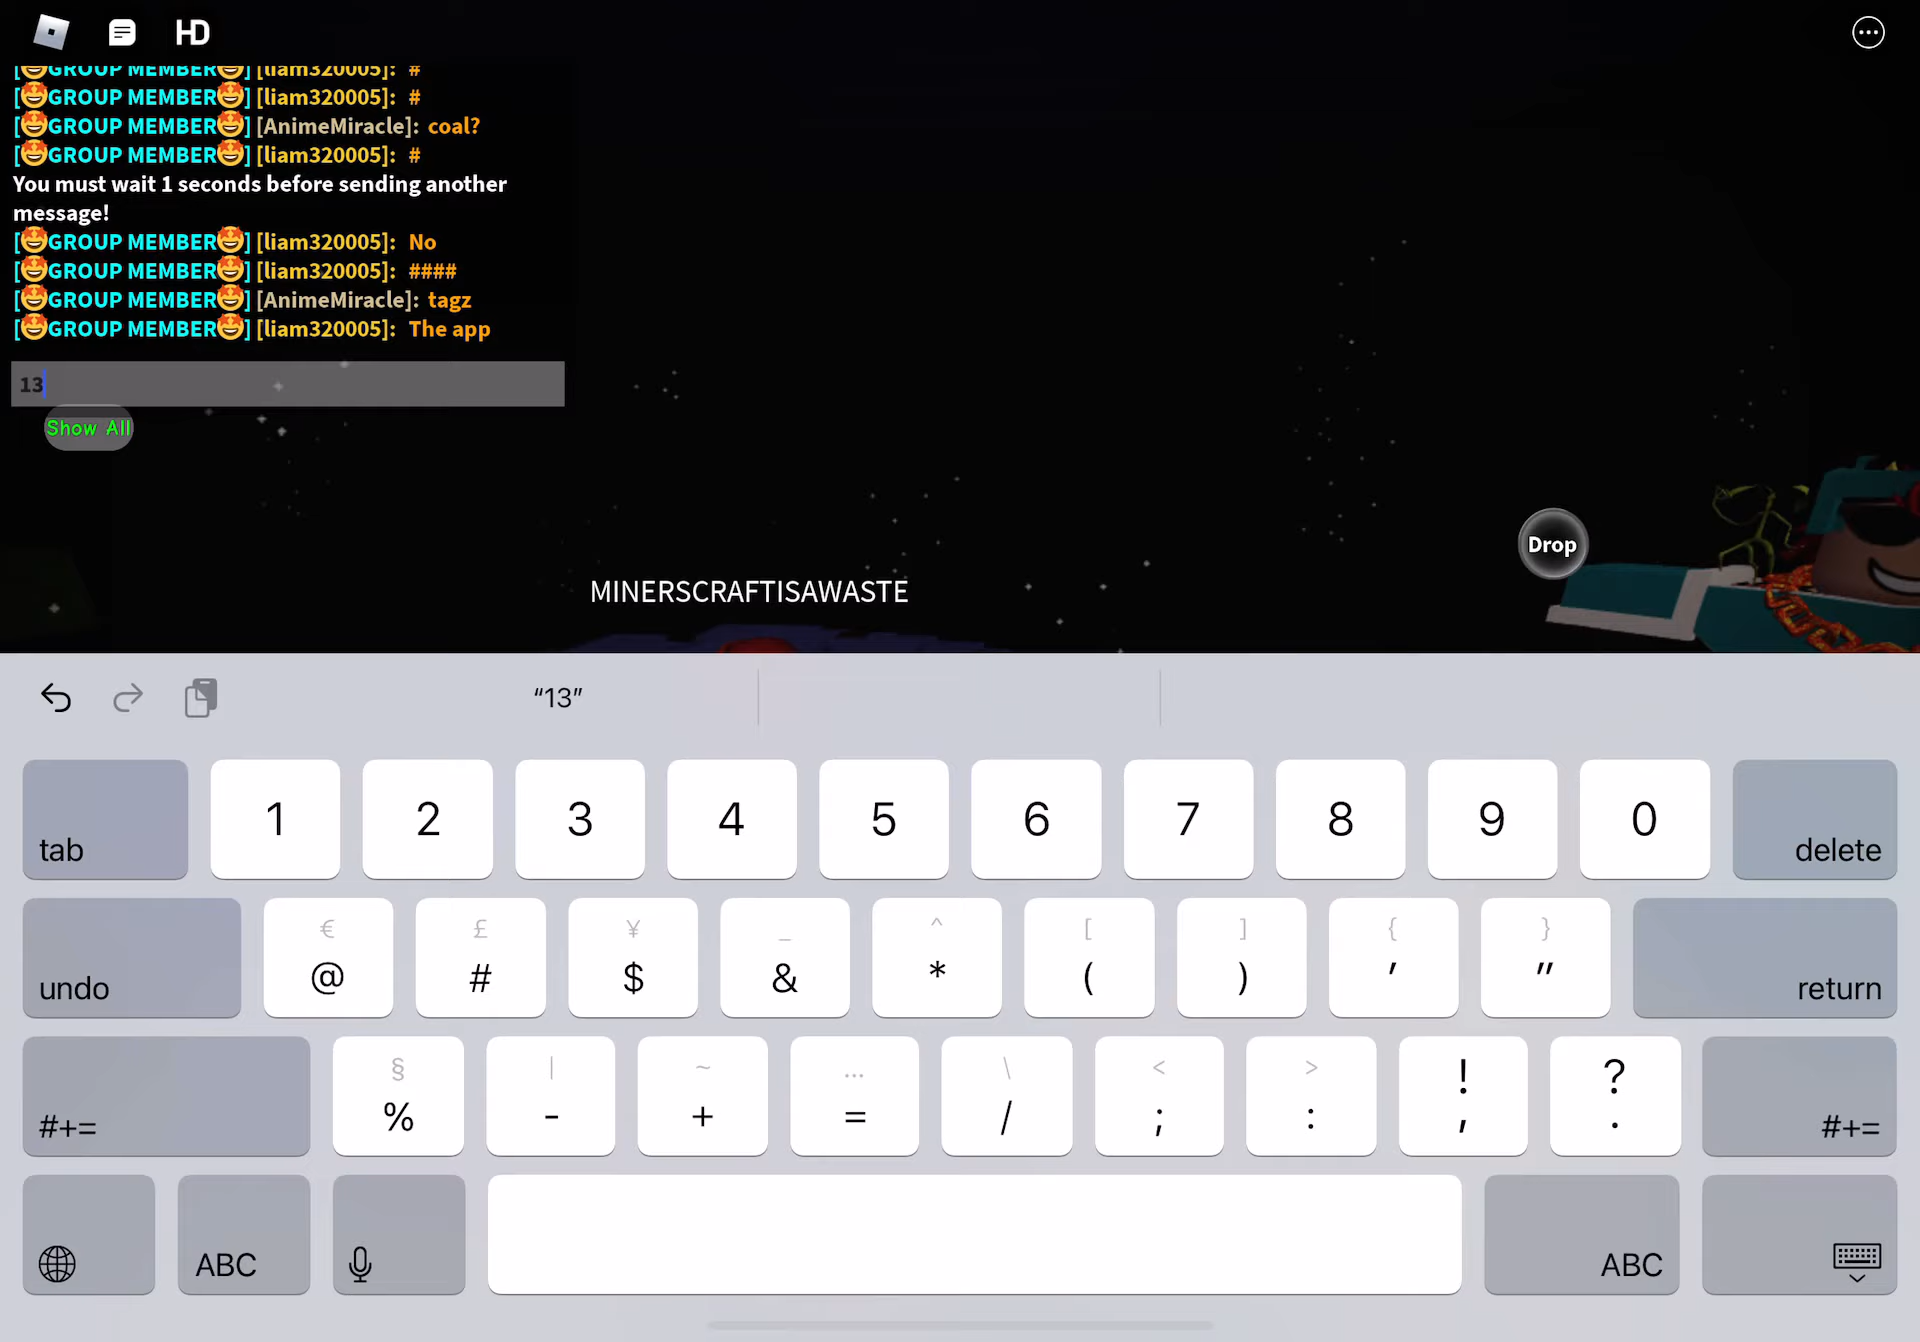 HD
[🤩GROUP MEMBER🤩] [liam320005]: #
[🤩GROUP MEMBER🤩] [liam320005]: #
[🤩GROUP MEMBER🤩] [AnimeMiracle]: coal?
[🤩GROUP MEMBER🤩] [liam320005]: #
You must wait 1 seconds before sending another
message!
[🤩GROUP MEMBER🤩] [liam320005]: No
[🤩GROUP MEMBER🤩] [liam320005]: ####
[🤩GROUP MEMBER🤩] [AnimeMiracle]: tagz
[🤩GROUP MEMBER🤩] [liam320005]: The app
13
Show All
Drop
MINERSCRAFTISAWASTE
“13”
tab 1 2 3 4 5 6 7 8 9 0 delete
€ £ ¥ _ ^ [ ] { }
undo @ # $ & * ( ) ' " return
§ | ~ … \ < > ! ?
#+= % - + = / ; : , . #+=
ABC ABC